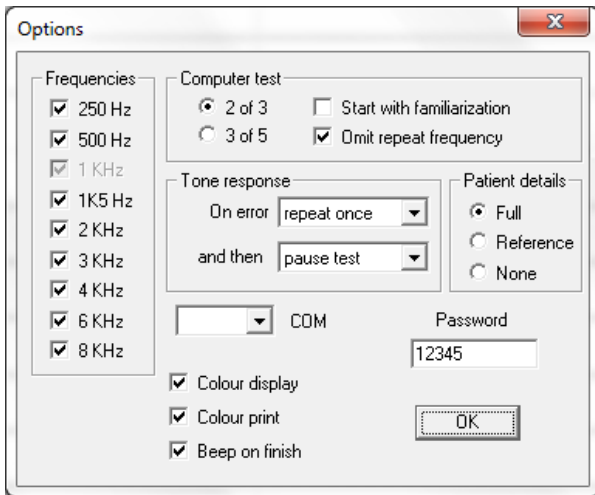 Options
Frequencies
250 Hz
500 Hz
1 KHz
1K5 Hz
2 KHz
3 KHz
4 KHz
6 KHz
8 KHz
Computer test
2 of 3
Start with familiarization
3 of 5
Omit repeat frequency
Tone response
On error repeat once
and then pause test
Patient details
Full
Reference
None
COM
Password
12345
Colour display
Colour print
Beep on finish
OK